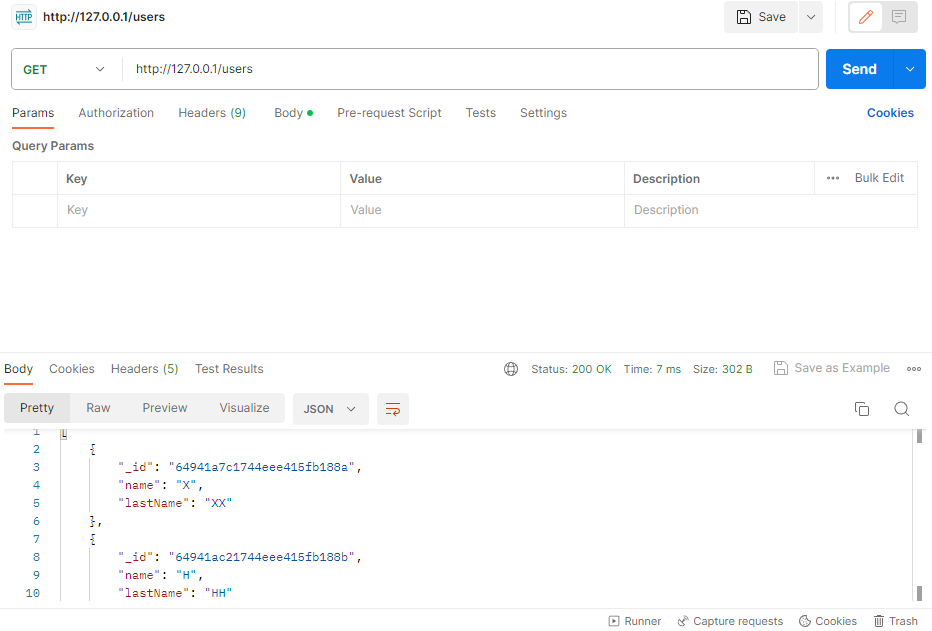 HTTP http://127.0.0.1/users Save
GET http://127.0.0.1/users Send
Params Authorization Headers (9) Body Pre-request Script Tests Settings Cookies
Query Params
Key Value Description ••• Bulk Edit
Key Value Description
Body Cookies Headers (5) Test Results Status: 200 OK Time: 7 ms Size: 302 B Save as Example
Pretty Raw Preview Visualize JSON
1 [
2 {
3 "_id": "64941a7c1744eee415fb188a",
4 "name": "X",
5 "lastName": "XX"
6 },
7 {
8 "_id": "64941ac21744eee415fb188b",
9 "name": "H",
10 "lastName": "HH"
Runner Capture requests Cookies Trash